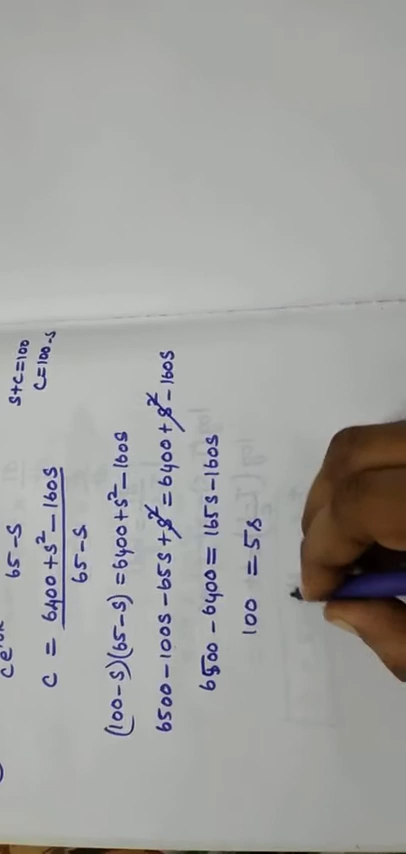 65-S S+C=100
C = 6400+S²-160S / 65-S C=100-S
(100-S)(65-S)=6400+S²-160S
6500-100S-65S+S²=6400+S²-160S
6500-6400=165S-160S
100=5S